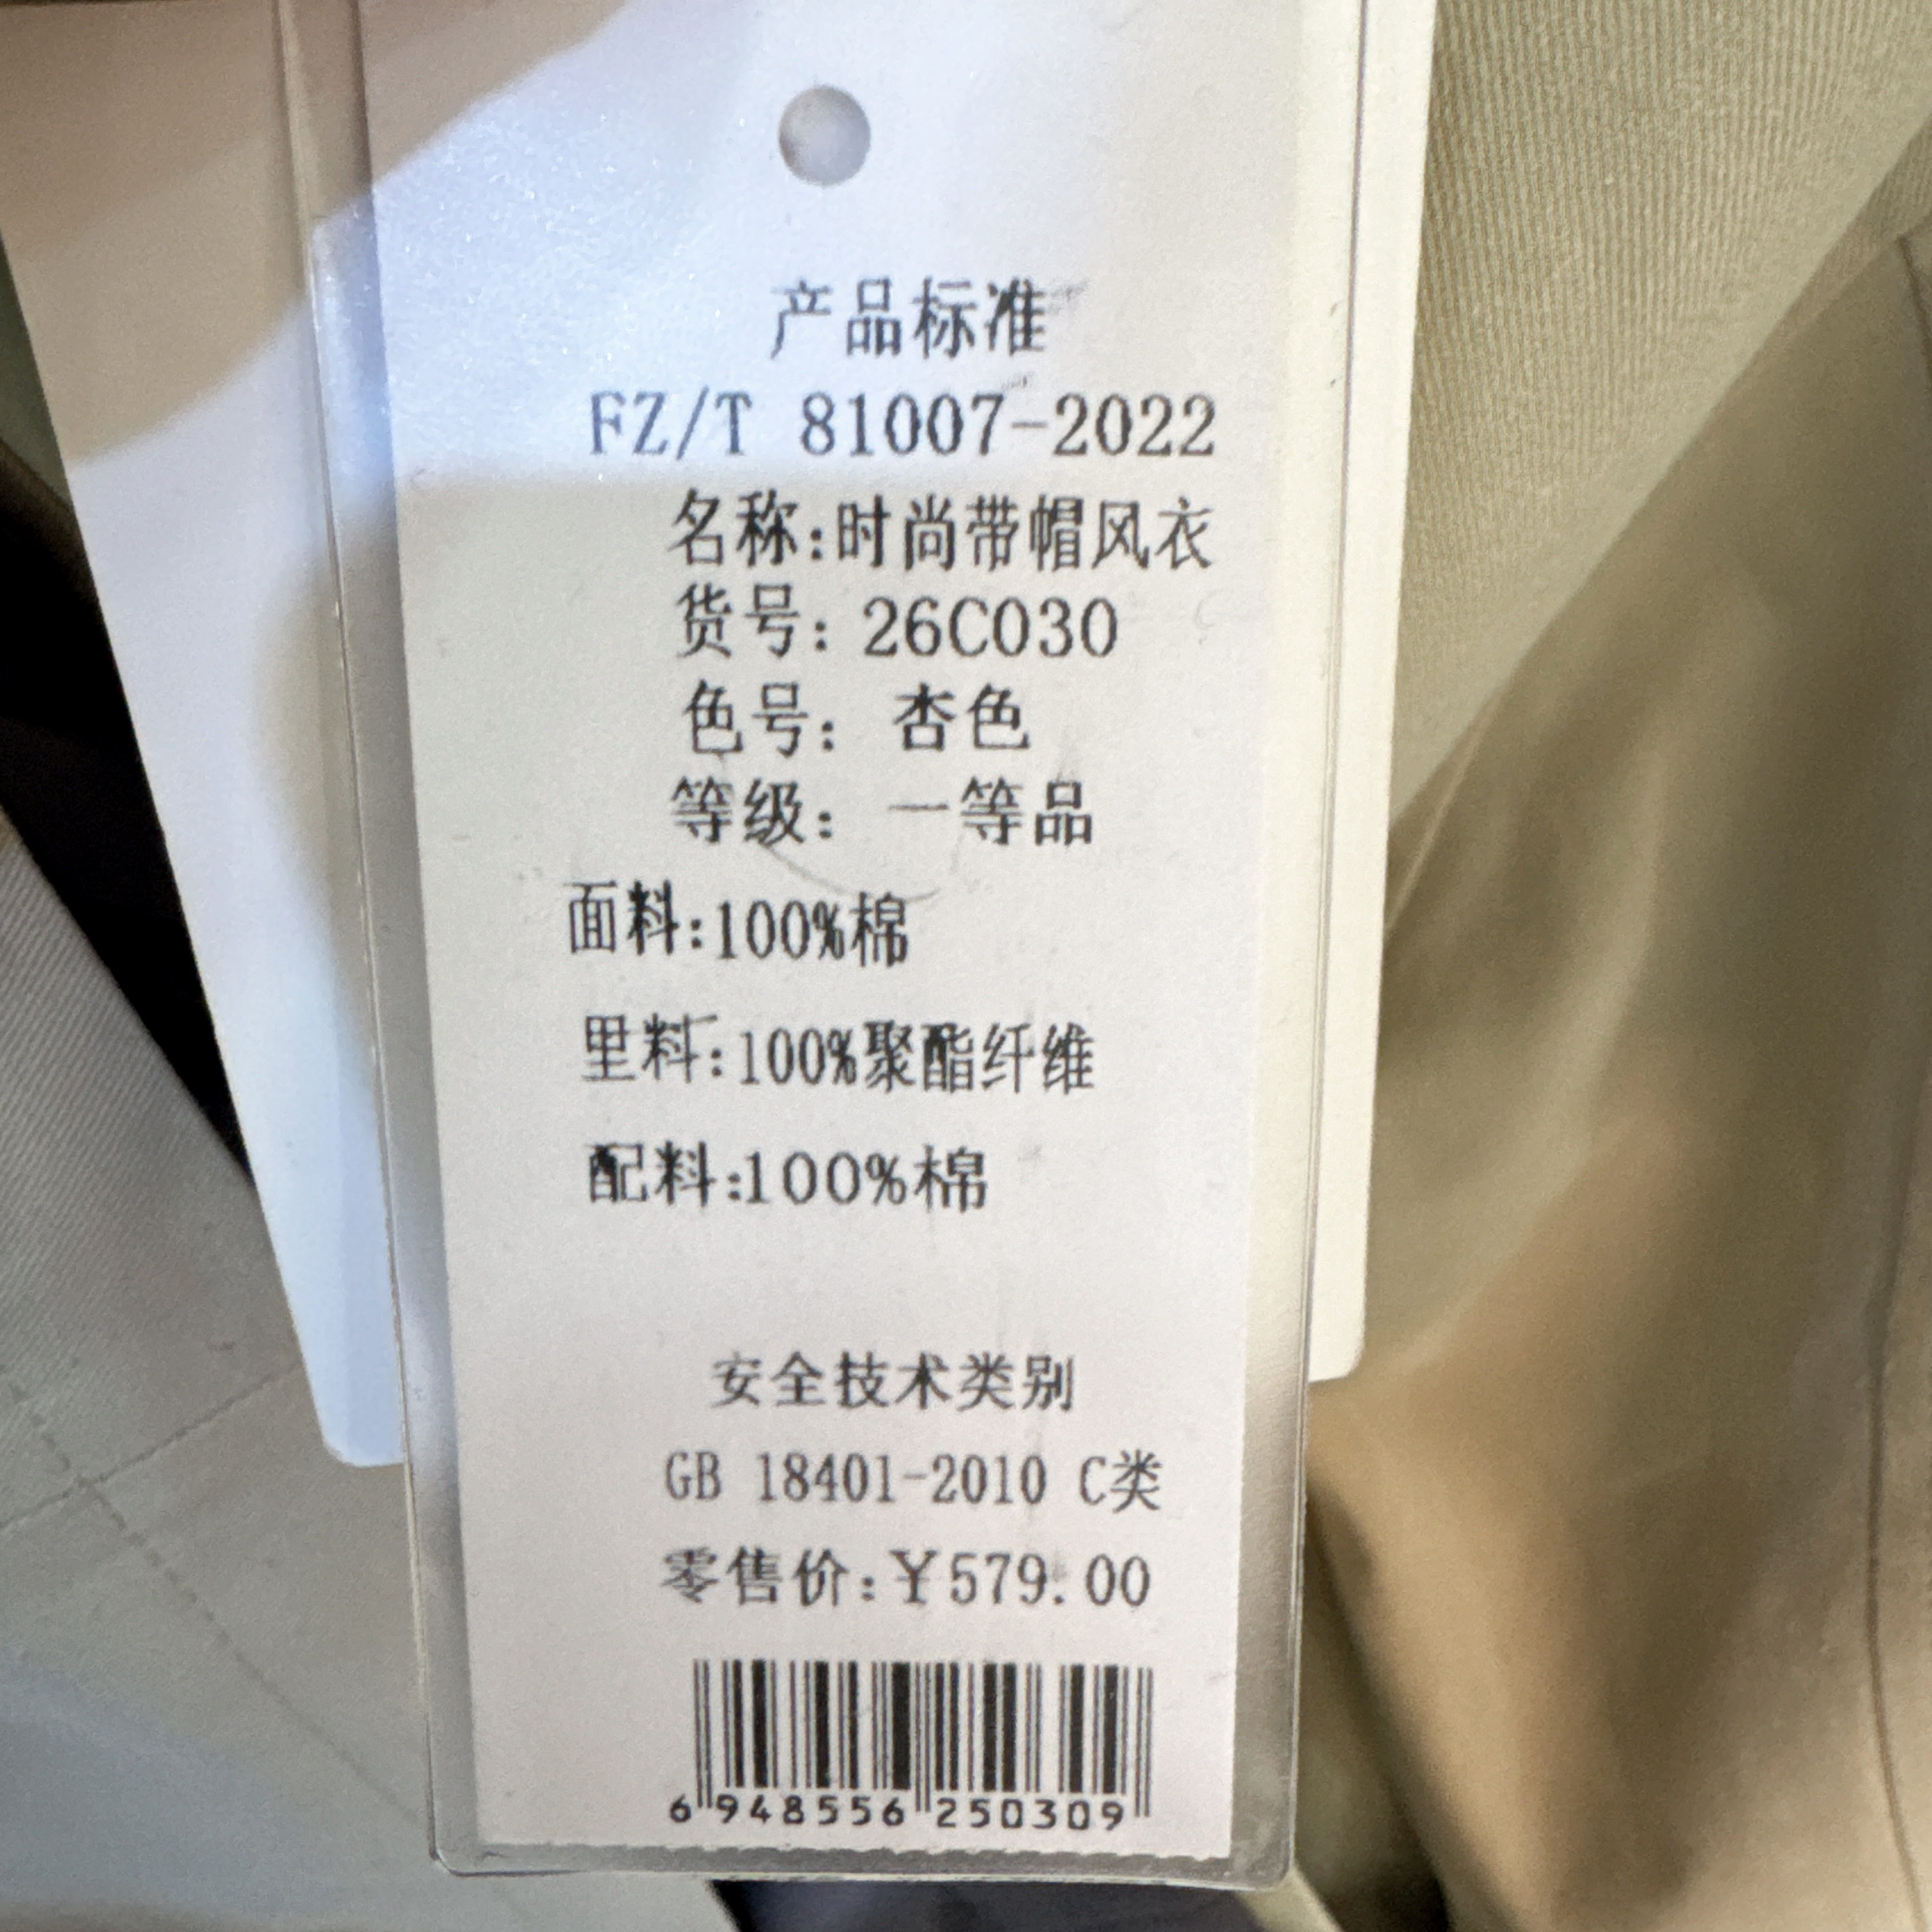 产品标准
FZ/T 81007-2022
名称:时尚带帽风衣
货号: 26C030
色号: 杏色
等级: 一等品
面料:100%棉
里料:100%聚酯纤维
配料:100%棉
安全技术类别
GB 18401-2010 C类
零售价:¥579.00
6 948556 250309